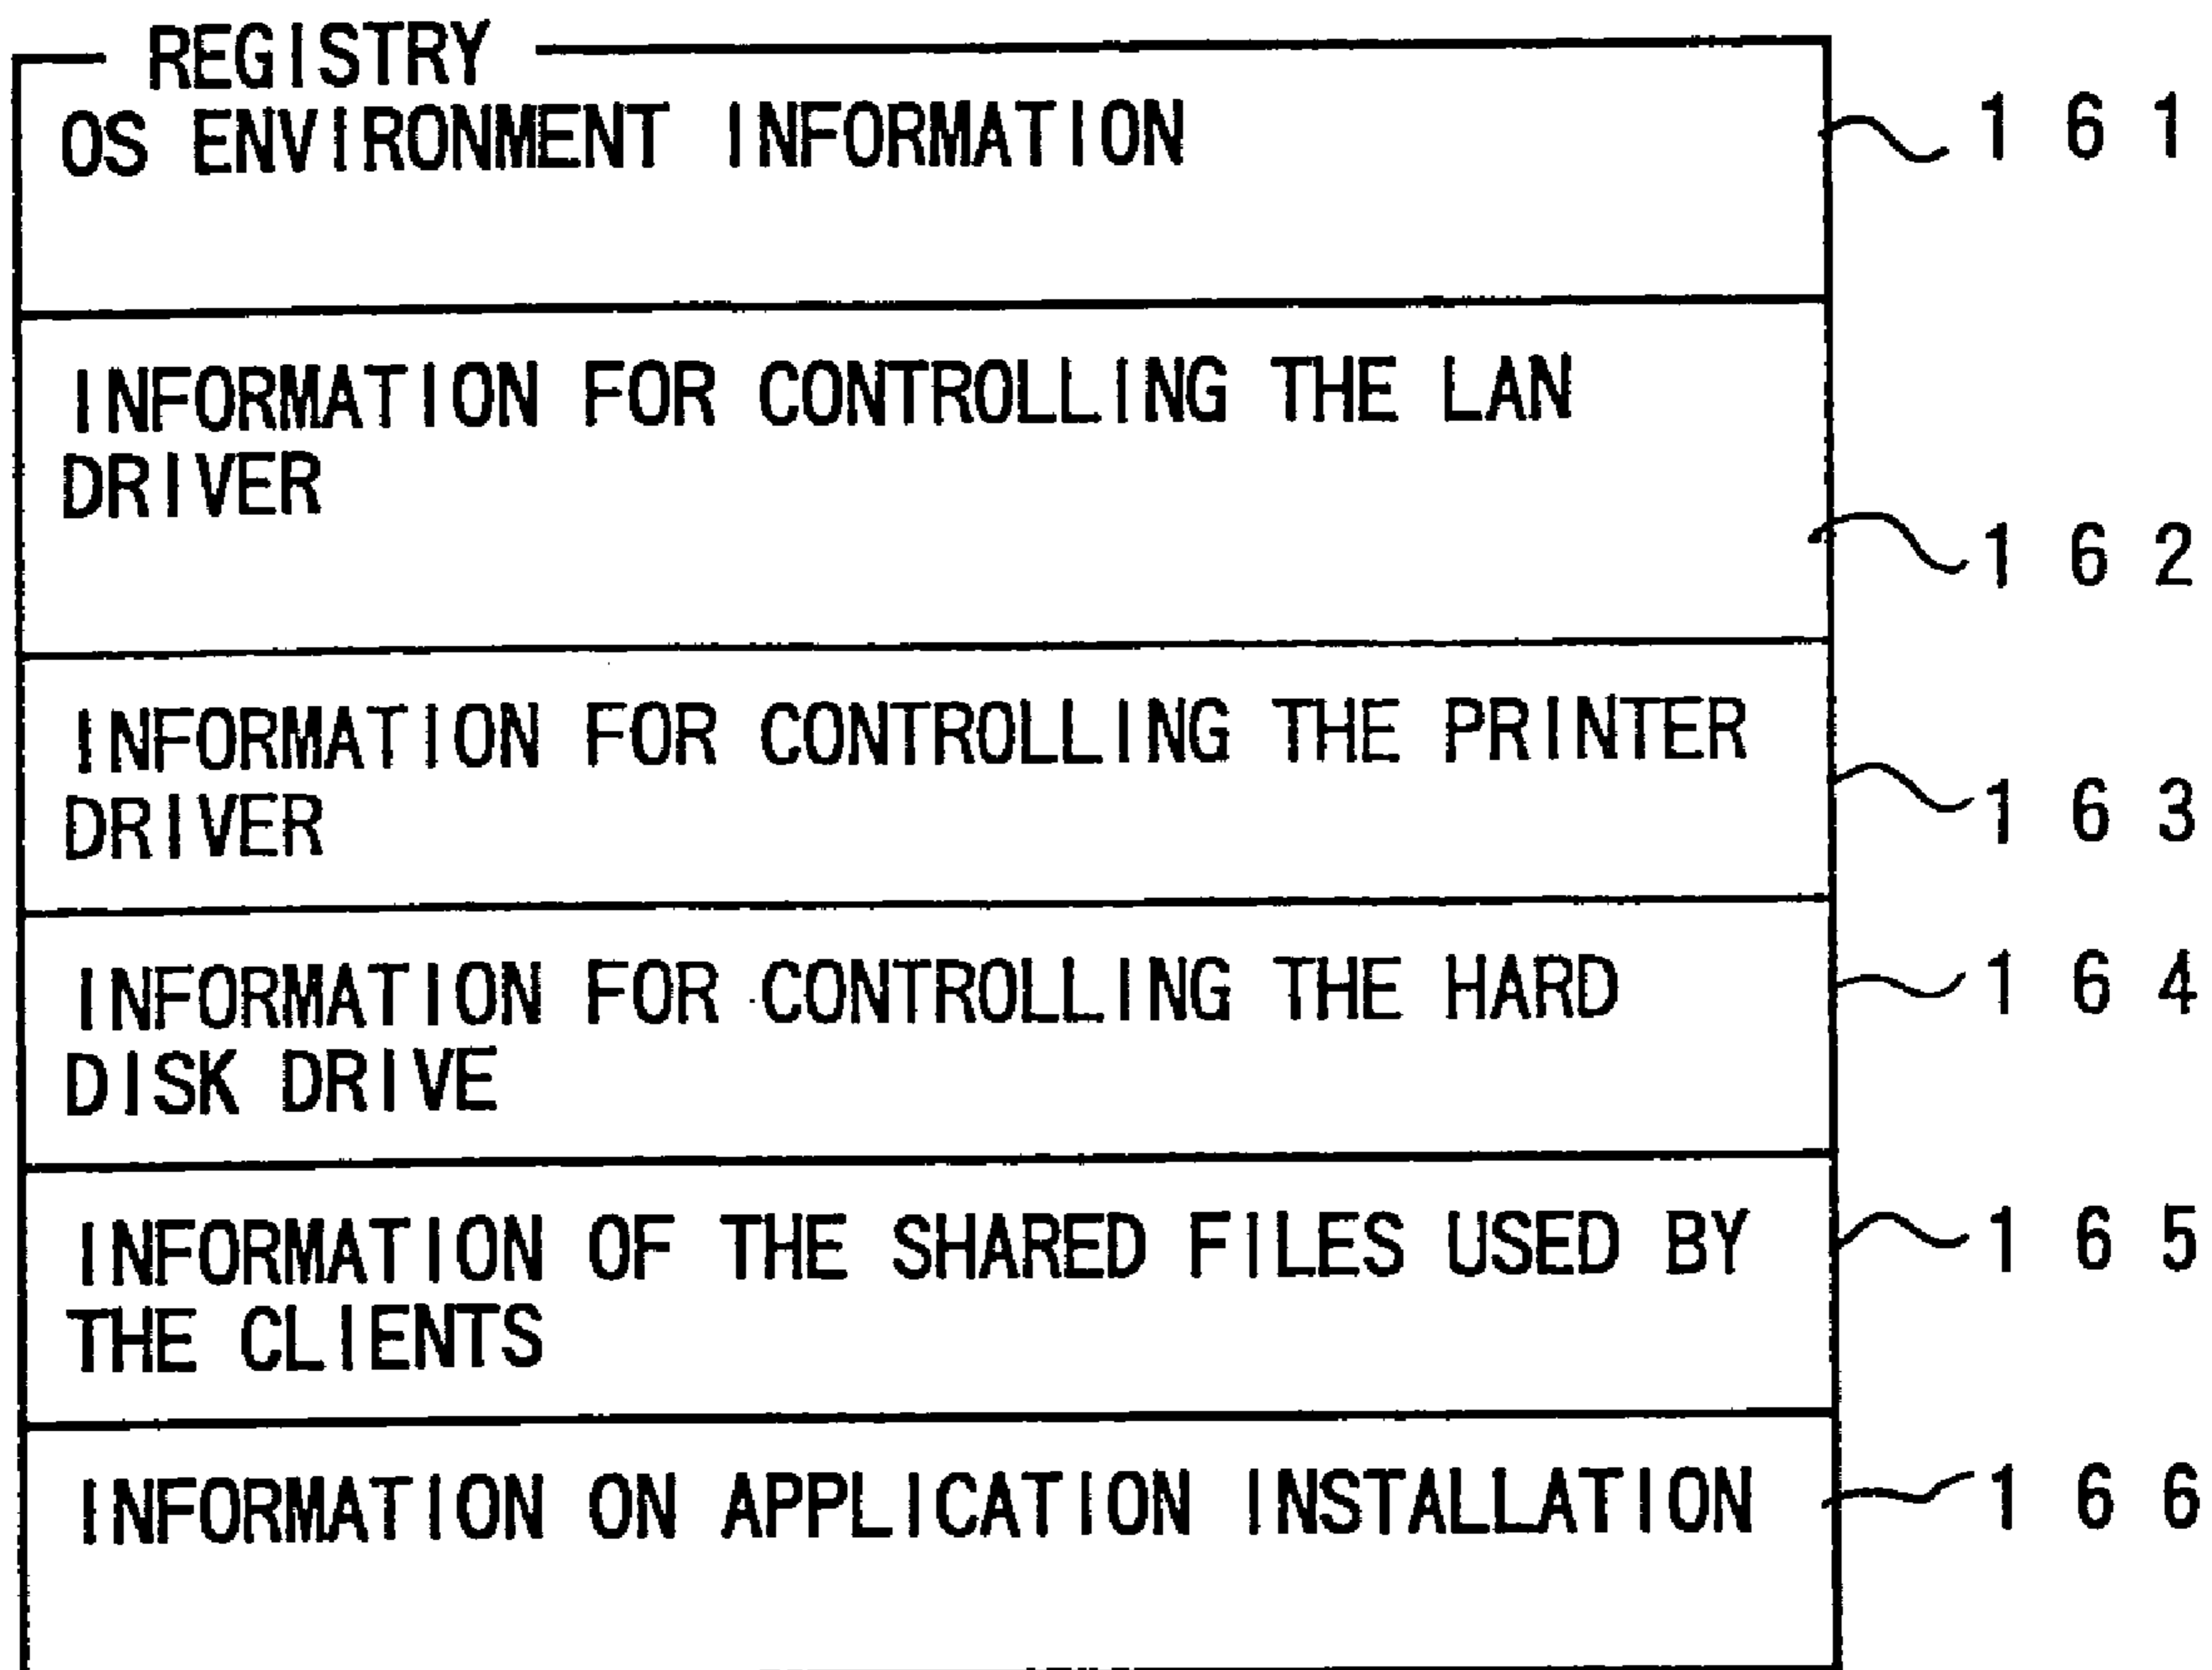 REGISTRY
OS ENVIRONMENT INFORMATION
161
INFORMATION FOR CONTROLLING THE LAN
DRIVER
162
INFORMATION FOR CONTROLLING THE PRINTER
DRIVER
163
INFORMATION FOR CONTROLLING THE HARD
DISK DRIVE
164
INFORMATION OF THE SHARED FILES USED BY
THE CLIENTS
165
INFORMATION ON APPLICATION INSTALLATION
166